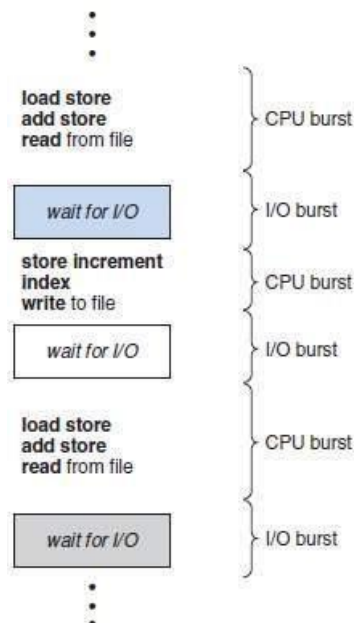 load store
add store
read from file
CPU burst
wait for I/O
I/O burst
store increment
index
write to file
CPU burst
wait for I/O
I/O burst
load store
add store
read from file
CPU burst
wait for I/O
I/O burst